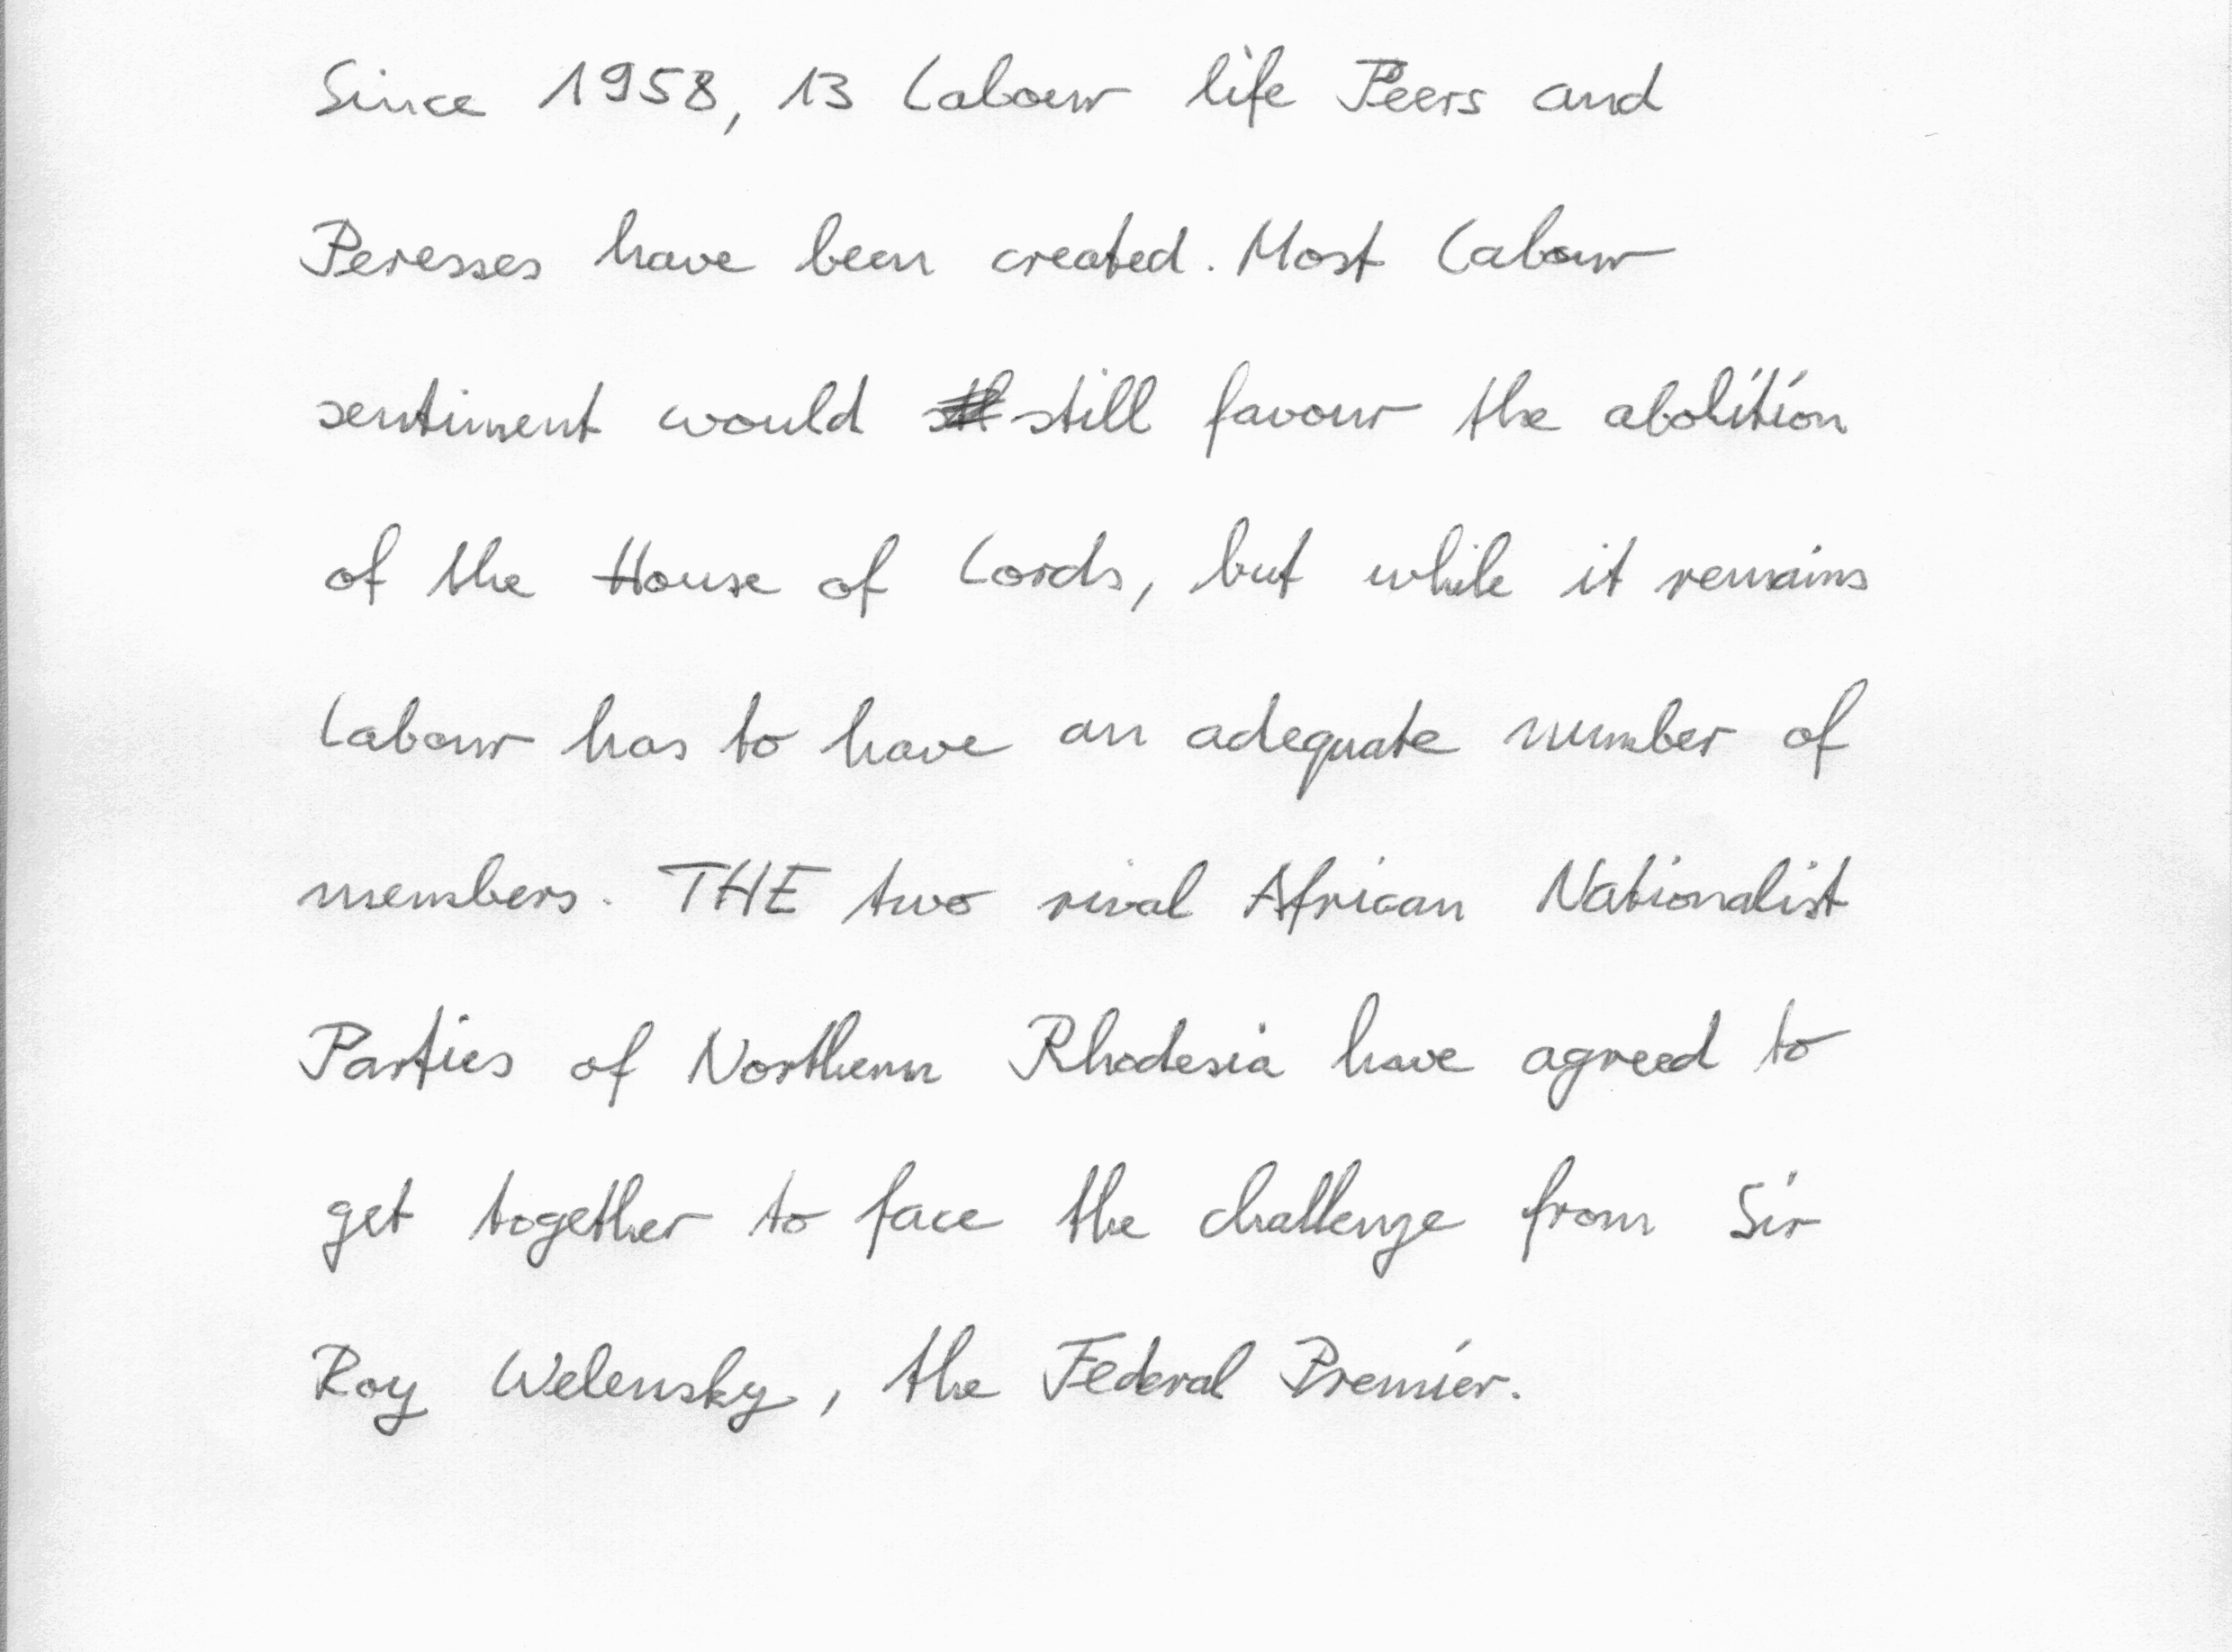 Since 1958, 13 Labour life Peers and
Peresses have been created. Most Labour
sentiment would still favour the abolition
of the House of Lords, but while it remains
Labour has to have an adequate number of
members. THE two rival African Nationalist
Parties of Northern Rhodesia have agreed to
get together to face the challenge from Sir
Roy Welensky, the Federal Premier.